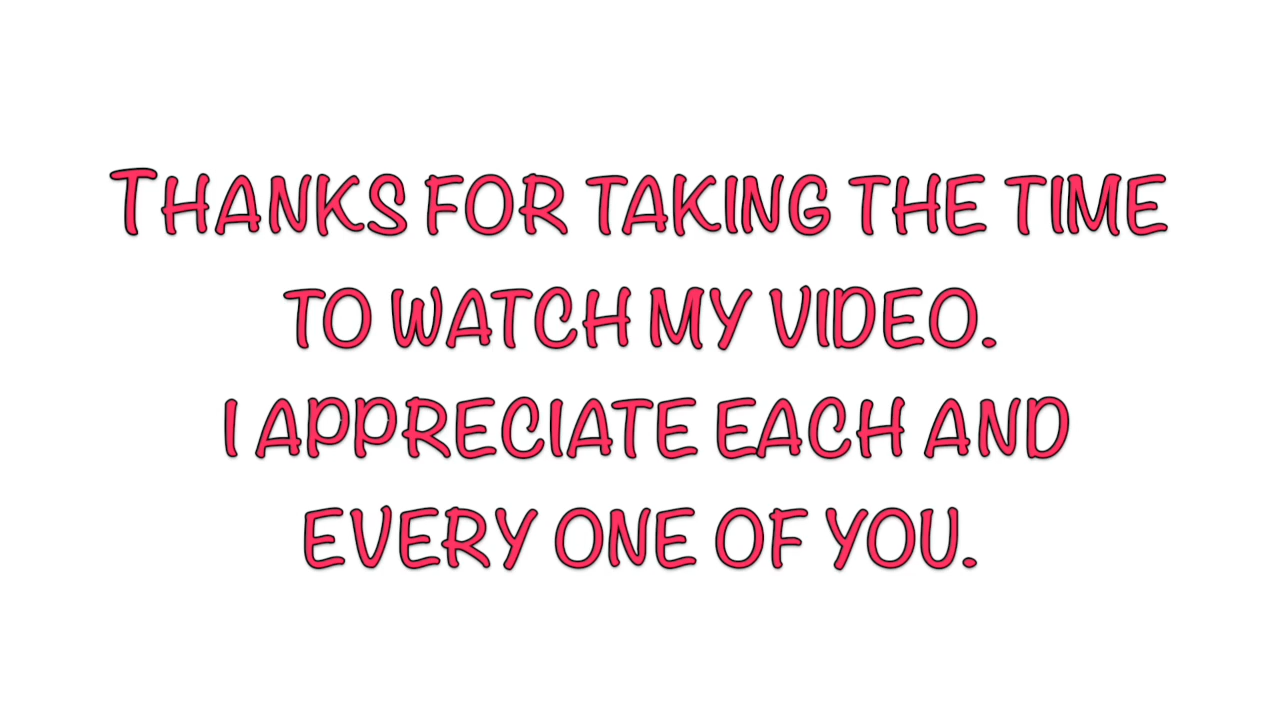 Thanks for taking the time
to watch my video.
I appreciate each and
every one of you.